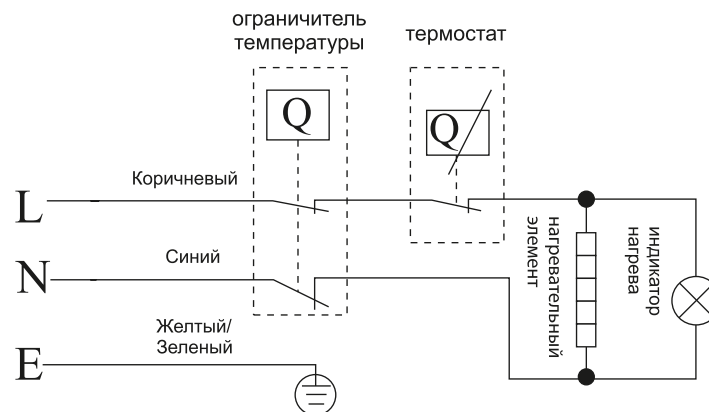 ограничитель
температуры
термостат
Q
Q
Коричневый
L
Синий
N
Желтый/
Зеленый
E
нагревательный
элемент
индикатор
нагрева